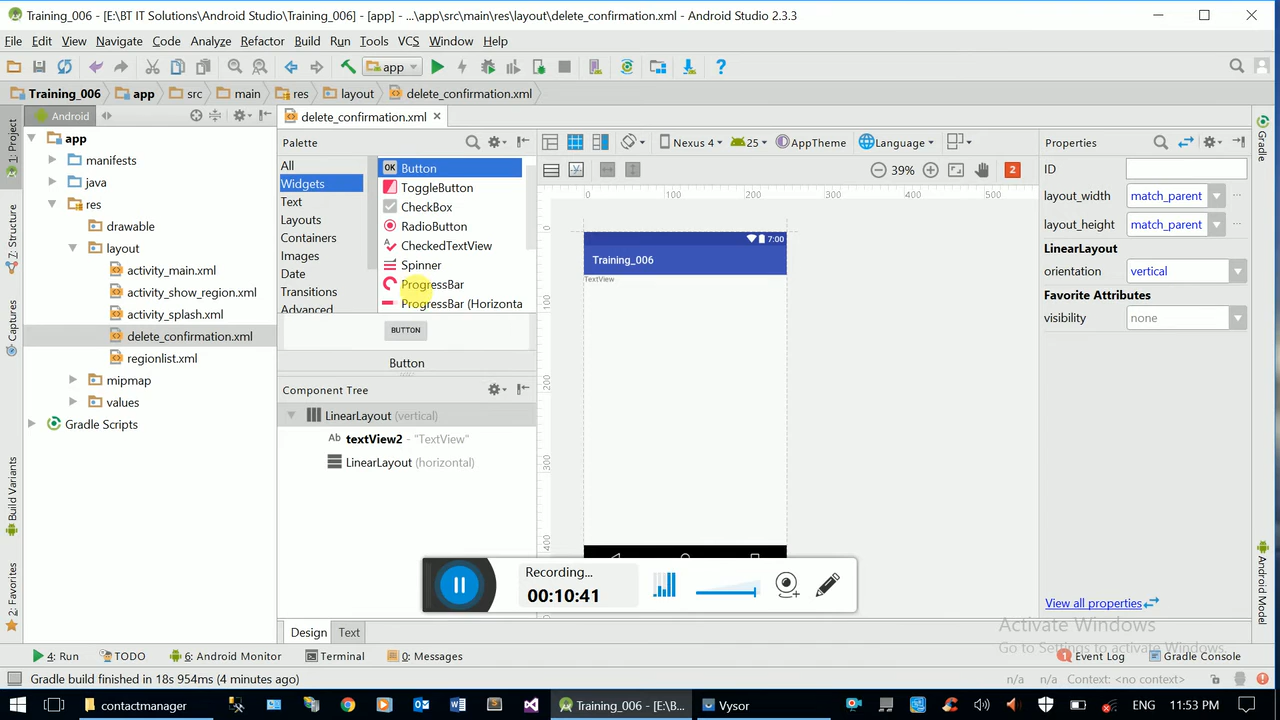 Training_006 - [E:\BT IT Solutions\Android Studio\Training_006] - [app] - ...\app\src\main\res\layout\delete_confirmation.xml - Android Studio 2.3.3
File Edit View Navigate Code Analyze Refactor Build Run Tools VCS Window Help
app
Training_006 app src main res layout delete_confirmation.xml
Android
delete_confirmation.xml
1: Project
7: Structure
Captures
Build Variants
2: Favorites
app
manifests
java
res
drawable
layout
activity_main.xml
activity_show_region.xml
activity_splash.xml
delete_confirmation.xml
regionlist.xml
mipmap
values
Gradle Scripts
Palette
All
Widgets
Text
Layouts
Containers
Images
Date
Transitions
Advanced
OK Button
ToggleButton
CheckBox
RadioButton
CheckedTextView
Spinner
ProgressBar
ProgressBar (Horizonta
BUTTON
Button
Component Tree
LinearLayout (vertical)
Ab textView2 - "TextView"
LinearLayout (horizontal)
Nexus 4 25 AppTheme Language
39% 2
0 100 200 300 400 500
0 100 200 300 400
7:00
Training_006
TextView
Properties
ID
layout_width match_parent
layout_height match_parent
LinearLayout
orientation vertical
Favorite Attributes
visibility none
View all properties
Gradle
Android Model
Recording...
00:10:41
Activate Windows
Go to Settings to activate Windows.
Design Text
4: Run TODO 6: Android Monitor Terminal 0: Messages 1 Event Log Gradle Console
Gradle build finished in 18s 954ms (4 minutes ago) n/a n/a Context: <no context>
contactmanager Training_006 - [E:\B... Vysor ENG 11:53 PM